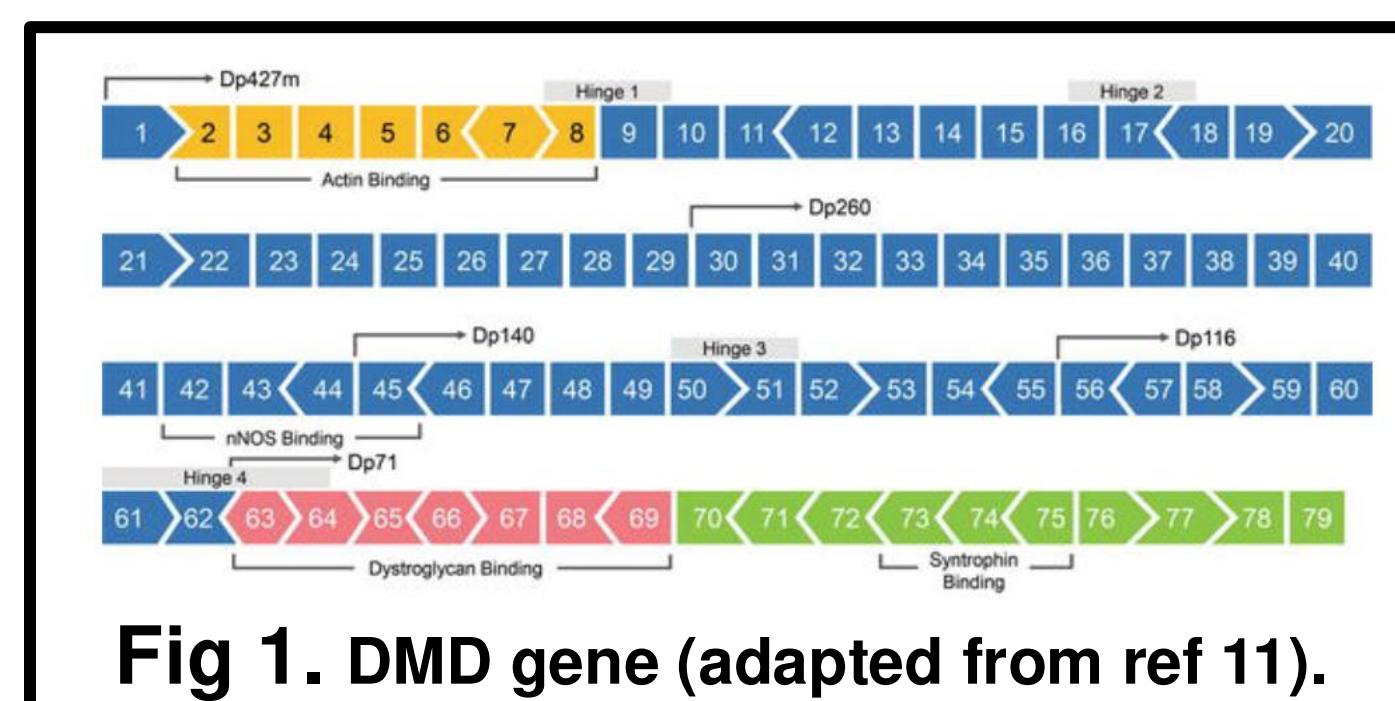 Dp427m
Hinge 1 Hinge 2
1 2 3 4 5 6 7 8 9 10 11 12 13 14 15 16 17 18 19 20
Actin Binding
Dp260
21 22 23 24 25 26 27 28 29 30 31 32 33 34 35 36 37 38 39 40
Dp140 Dp116
Hinge 3
41 42 43 44 45 46 47 48 49 50 51 52 53 54 55 56 57 58 59 60
nNOS Binding
Dp71
Hinge 4
61 62 63 64 65 66 67 68 69 70 71 72 73 74 75 76 77 78 79
Dystroglycan Binding Syntrophin
Binding
Fig 1. DMD gene (adapted from ref 11).